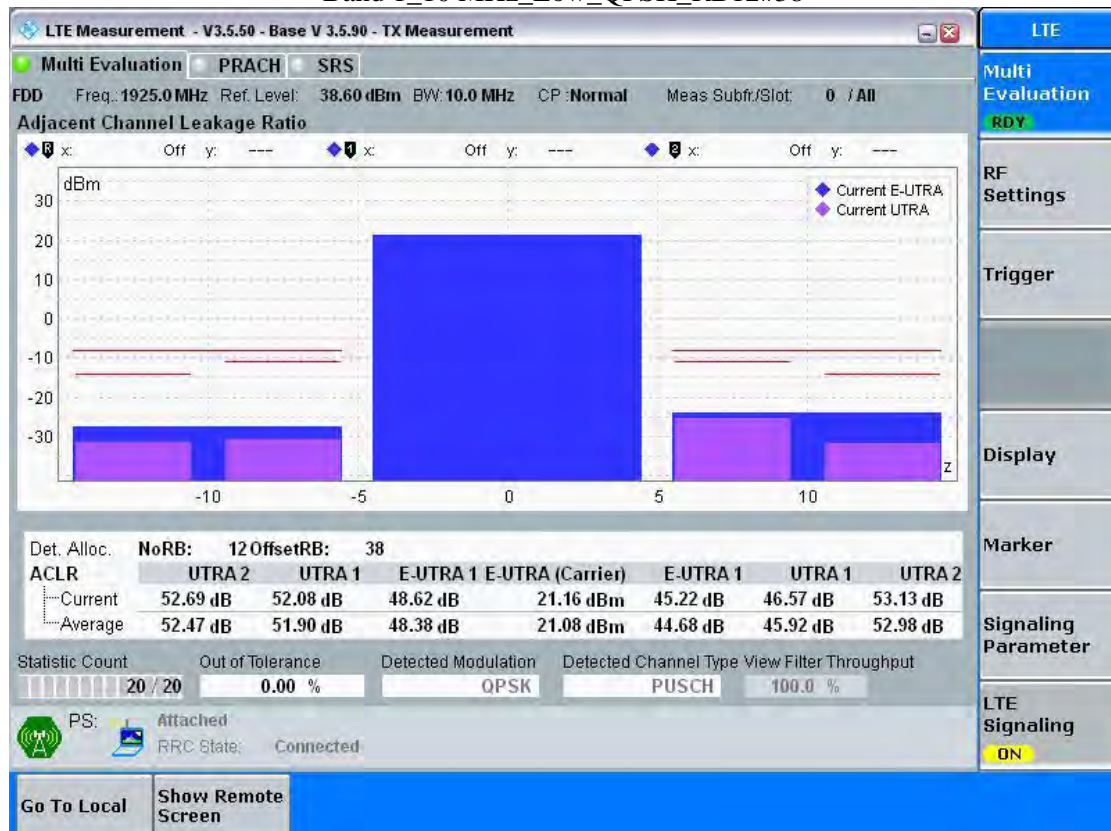 Band 1_10 MHz_Low_QPSK_RB12#38
LTE Measurement - V3.5.50 - Base V 3.5.90 - TX Measurement
LTE
Multi Evaluation PRACH SRS
Multi Evaluation
RDY
FDD Freq.: 1925.0 MHz Ref. Level: 38.60 dBm BW: 10.0 MHz CP :Normal Meas Subfr./Slot: 0 / All
Adjacent Channel Leakage Ratio
R x: Off y: --- 1 x: Off y: --- 2 x: Off y: ---
dBm
Current E-UTRA
Current UTRA
30
20
10
0
-10
-20
-30
z
-10 -5 0 5 10
RF Settings
Trigger
Display
Marker
Signaling Parameter
LTE Signaling
ON
Det. Alloc. NoRB: 12 OffsetRB: 38
ACLR UTRA 2 UTRA 1 E-UTRA 1 E-UTRA (Carrier) E-UTRA 1 UTRA 1 UTRA 2
Current 52.69 dB 52.08 dB 48.62 dB 21.16 dBm 45.22 dB 46.57 dB 53.13 dB
Average 52.47 dB 51.90 dB 48.38 dB 21.08 dBm 44.68 dB 45.92 dB 52.98 dB
Statistic Count Out of Tolerance Detected Modulation Detected Channel Type View Filter Throughput
20 / 20 0.00 % QPSK PUSCH 100.0 %
PS: Attached
RRC State: Connected
Go To Local
Show Remote Screen